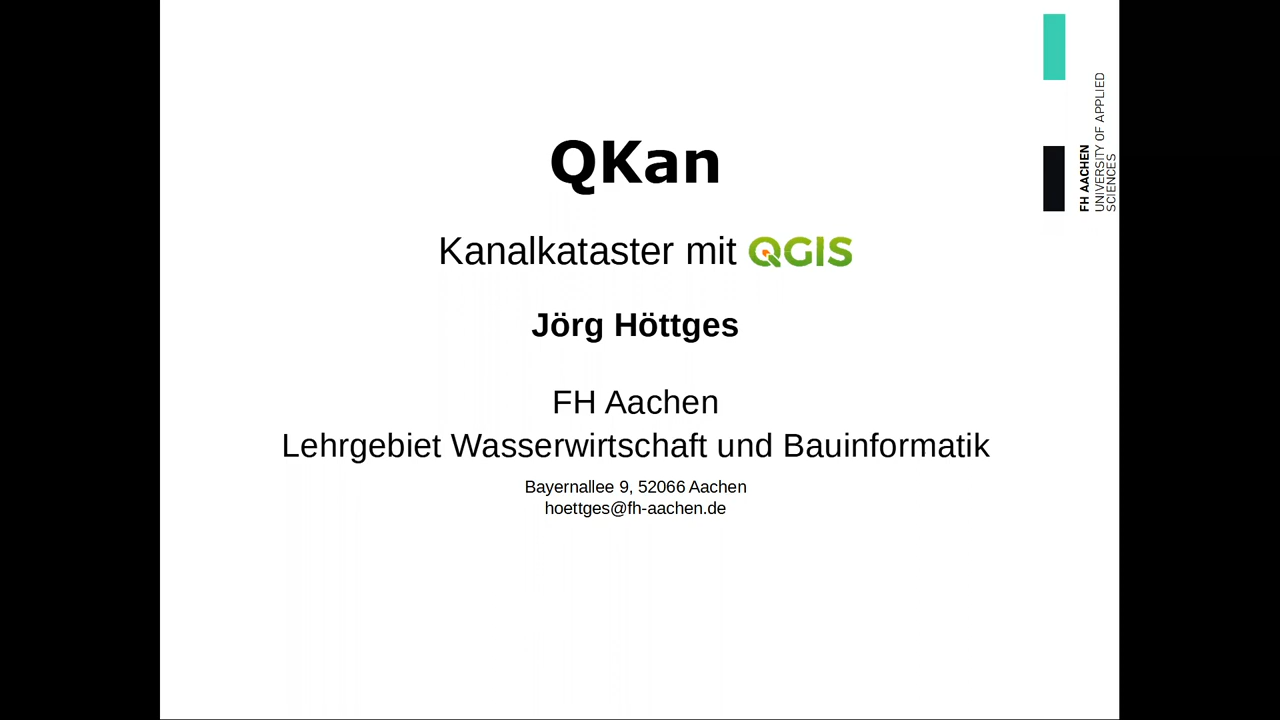 QKan
Kanalkataster mit QGIS
Jörg Höttges
FH Aachen
Lehrgebiet Wasserwirtschaft und Bauinformatik
Bayernallee 9, 52066 Aachen
hoettges@fh-aachen.de
FH AACHEN
UNIVERSITY OF APPLIED
SCIENCES